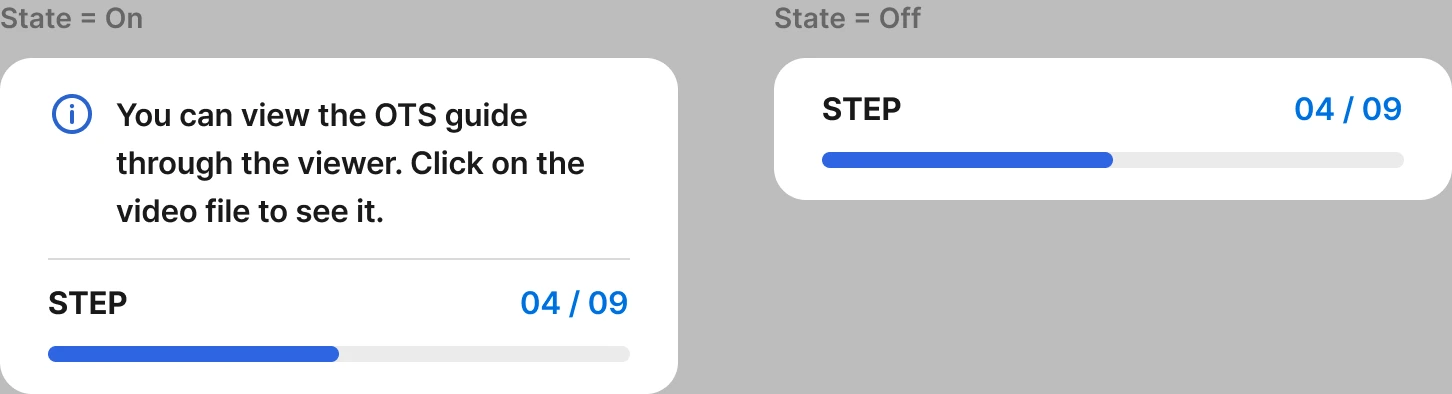 State = On
You can view the OTS guide
through the viewer. Click on the
video file to see it.
STEP
04 / 09
State = Off
STEP
04 / 09